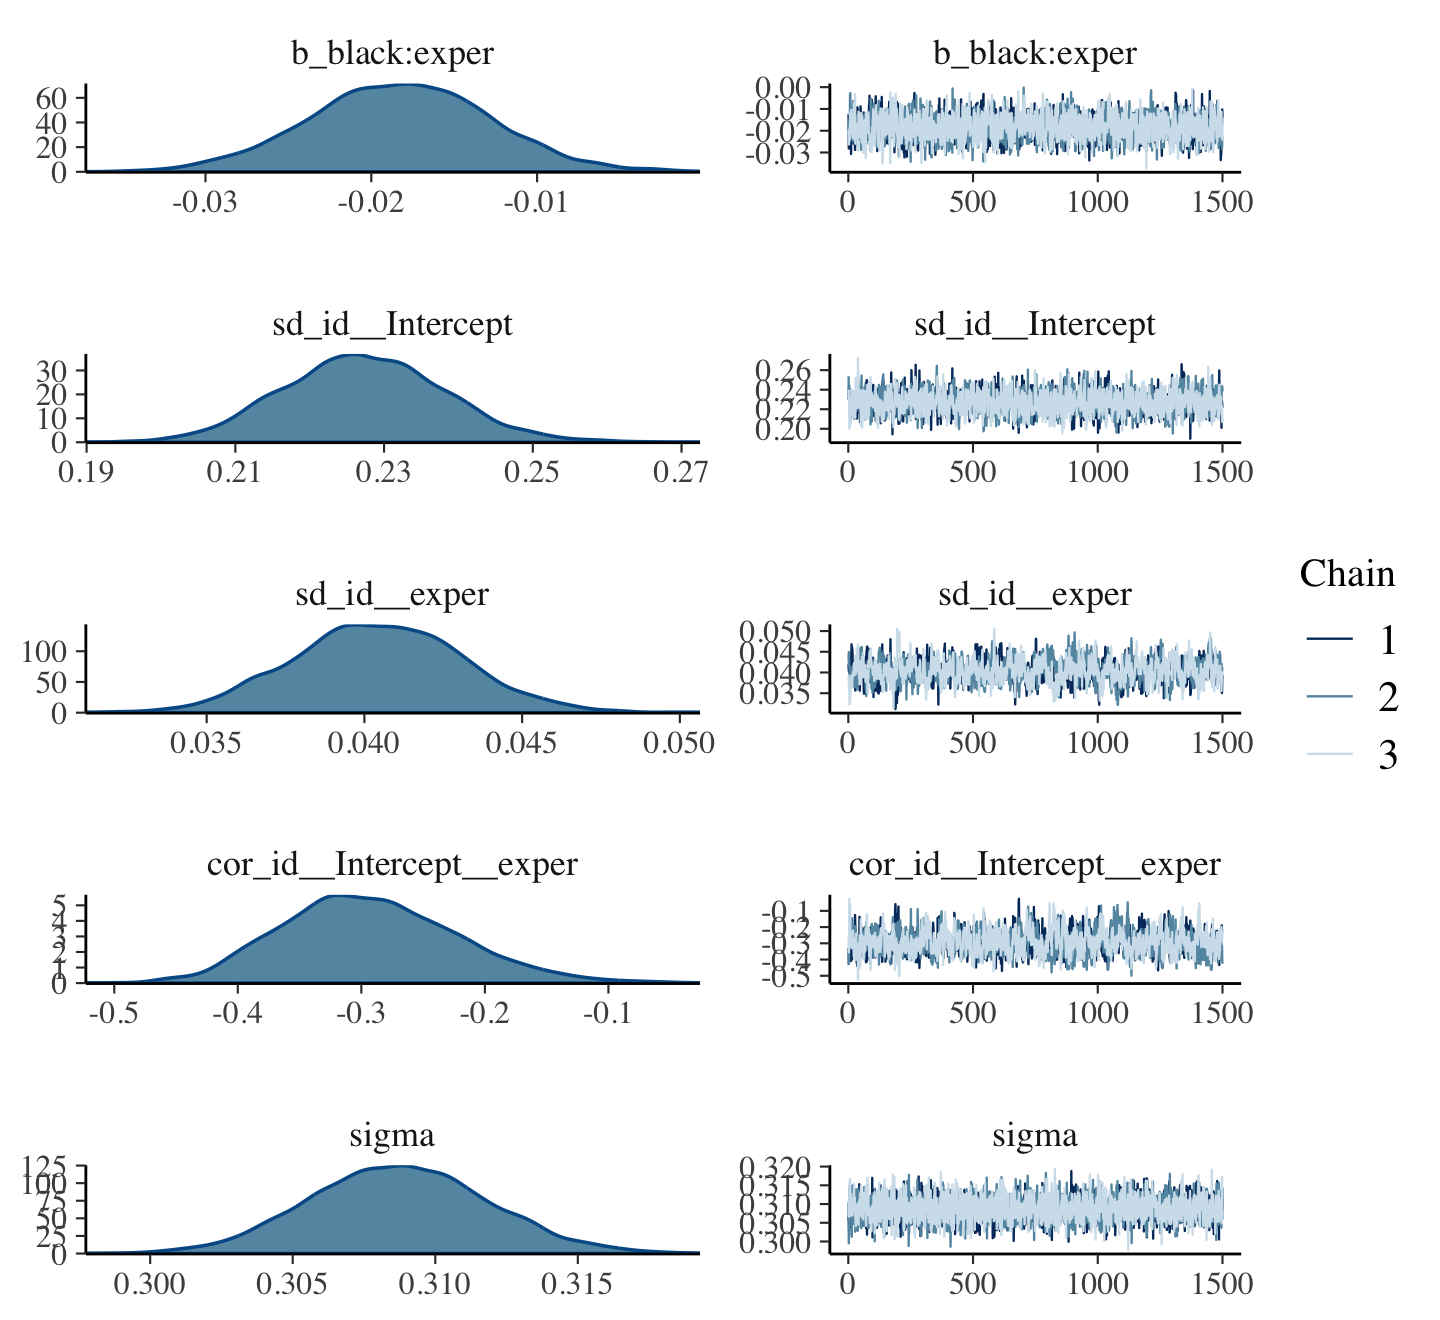 b_black:exper
60
40
20
0
-0.03 -0.02 -0.01
b_black:exper
0.00
-0.01
-0.02
-0.03
0 500 1000 1500
sd_id__Intercept
30
20
10
0
0.19 0.21 0.23 0.25 0.27
sd_id__Intercept
0.26
0.24
0.22
0.20
0 500 1000 1500
sd_id__exper
100
50
0
0.035 0.040 0.045 0.050
sd_id__exper
0.050
0.045
0.040
0.035
0 500 1000 1500
Chain
1
2
3
cor_id__Intercept__exper
5
4
3
2
1
0
-0.5 -0.4 -0.3 -0.2 -0.1
cor_id__Intercept__exper
-0.1
-0.2
-0.3
-0.4
-0.5
0 500 1000 1500
sigma
125
100
75
50
25
0
0.300 0.305 0.310 0.315
sigma
0.320
0.315
0.310
0.305
0.300
0 500 1000 1500